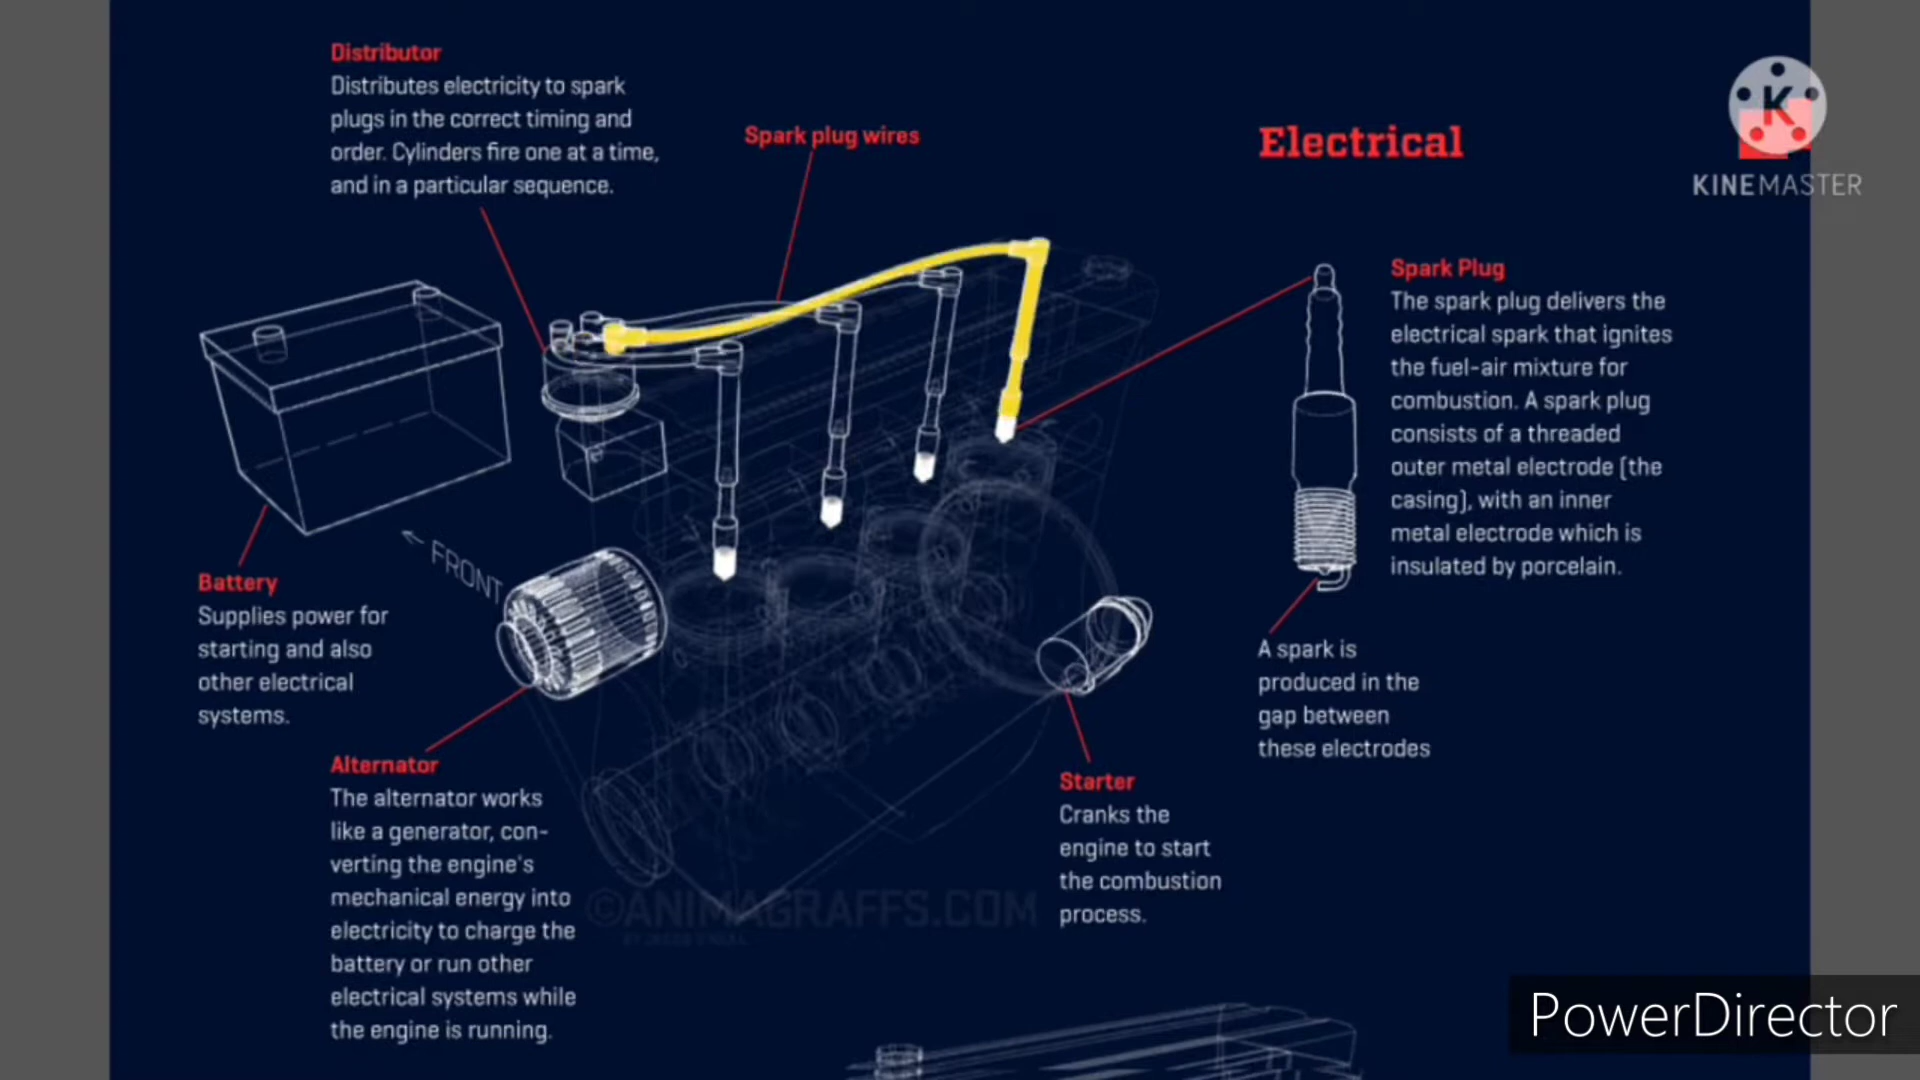 Distributor
Distributes electricity to spark
plugs in the correct timing and
order. Cylinders fire one at a time,
and in a particular sequence.
Spark plug wires
Electrical
K
KINEMASTER
Spark Plug
The spark plug delivers the
electrical spark that ignites
the fuel-air mixture for
combustion. A spark plug
consists of a threaded
outer metal electrode (the
casing), with an inner
metal electrode which is
insulated by porcelain.
A spark is
produced in the
gap between
these electrodes
Battery
Supplies power for
starting and also
other electrical
systems.
← FRONT
Alternator
The alternator works
like a generator, con-
verting the engine's
mechanical energy into
electricity to charge the
battery or run other
electrical systems while
the engine is running.
Starter
Cranks the
engine to start
the combustion
process.
©ANIMAGRAFFS.COM
PowerDirector